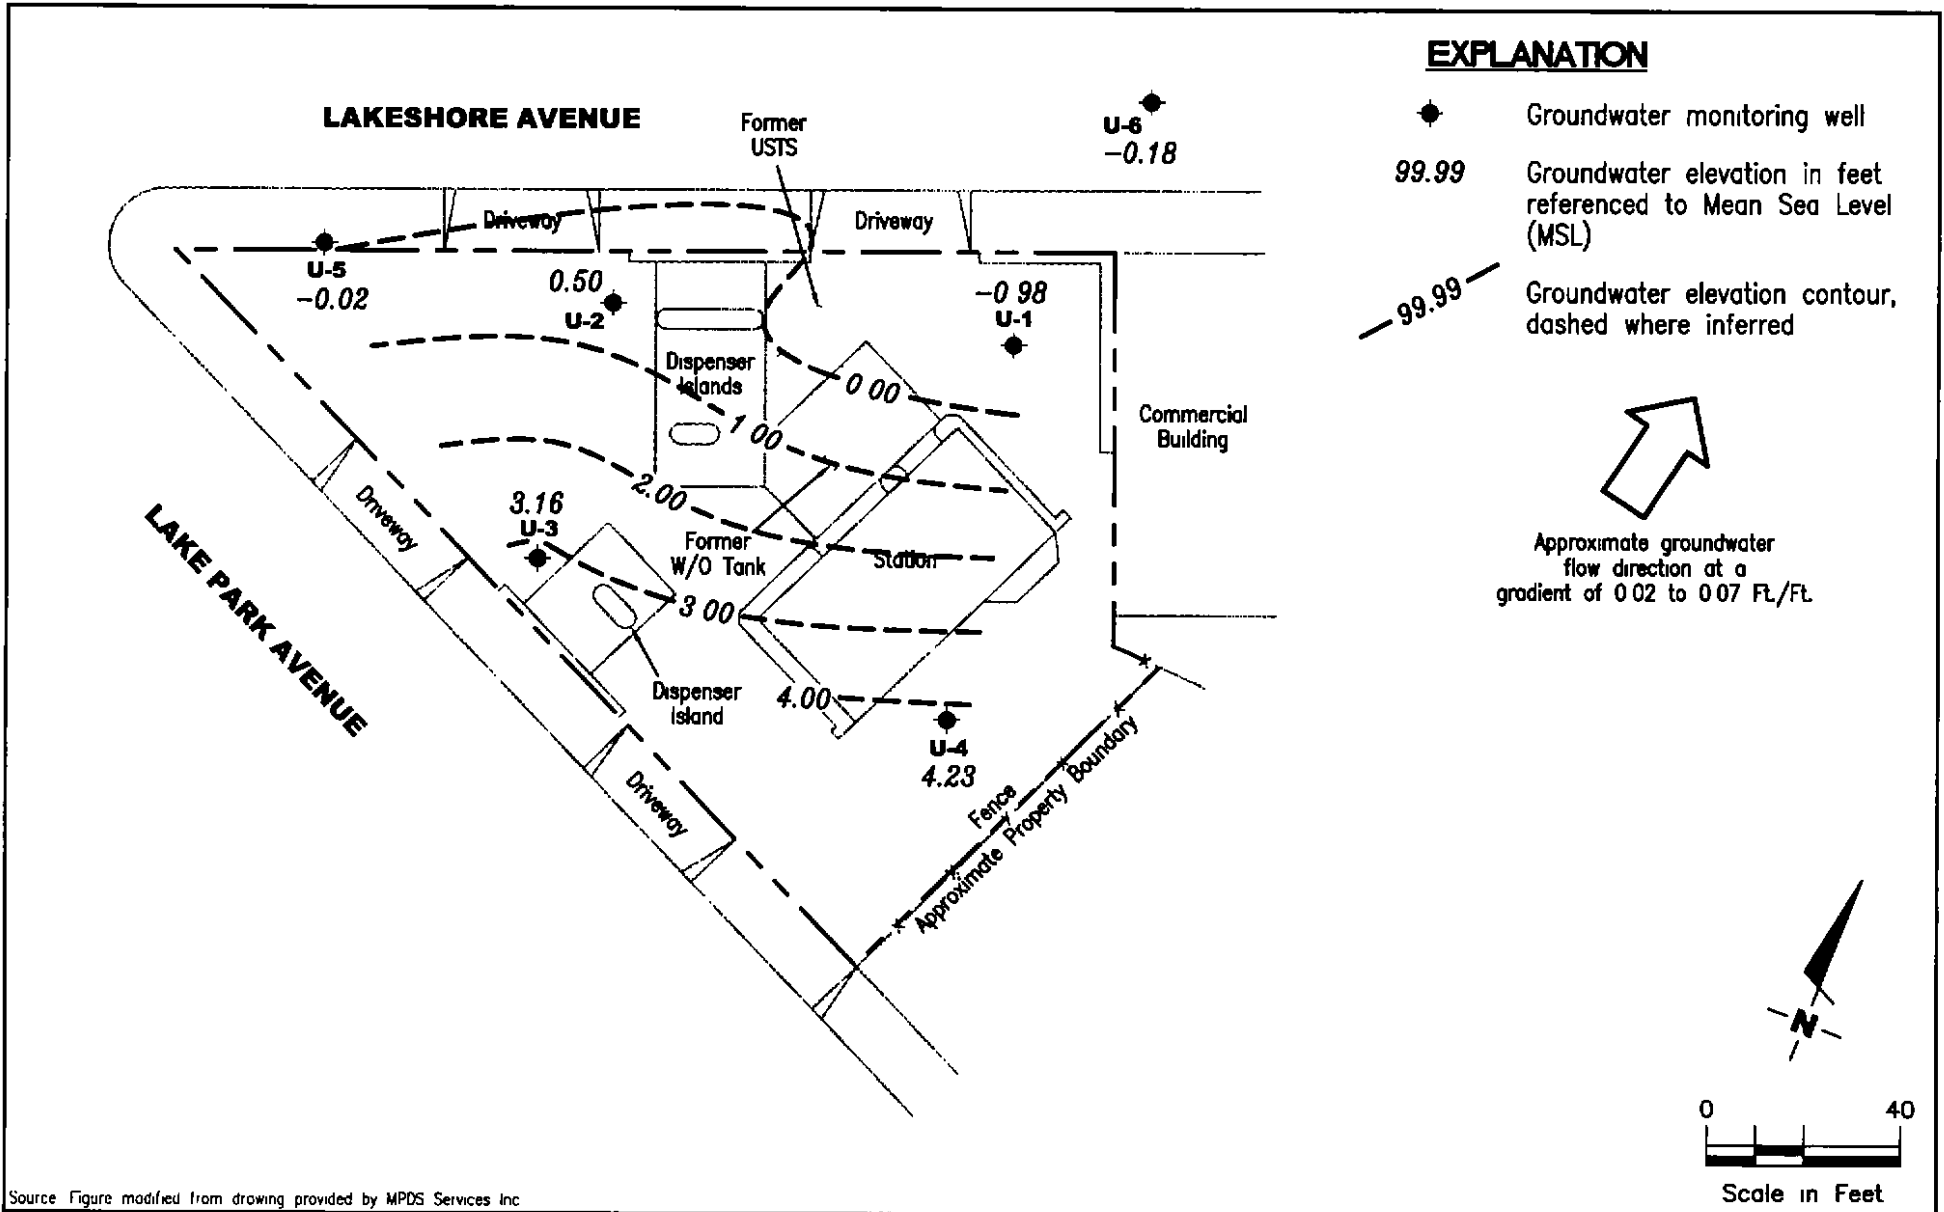 EXPLANATION
LAKESHORE AVENUE
Former
USTS
U-6
-0.18
Groundwater monitoring well
99.99
Groundwater elevation in feet
referenced to Mean Sea Level
(MSL)
Driveway
Driveway
U-5
-0.02
0.50
U-2
-0 98
U-1
99.99
Groundwater elevation contour,
dashed where inferred
Dispenser
Islands
0 00
1 00
Commercial
Building
2.00
3.16
U-3
Driveway
LAKE PARK AVENUE
Former
W/O Tank
Station
Approximate groundwater
flow direction at a
gradient of 0 02 to 0 07 Ft./Ft.
3 00
Dispenser
Island
4.00
U-4
4.23
Driveway
Fence
Approximate Property Boundary
N
0 40
Scale in Feet
Source Figure modified from drawing provided by MPDS Services Inc